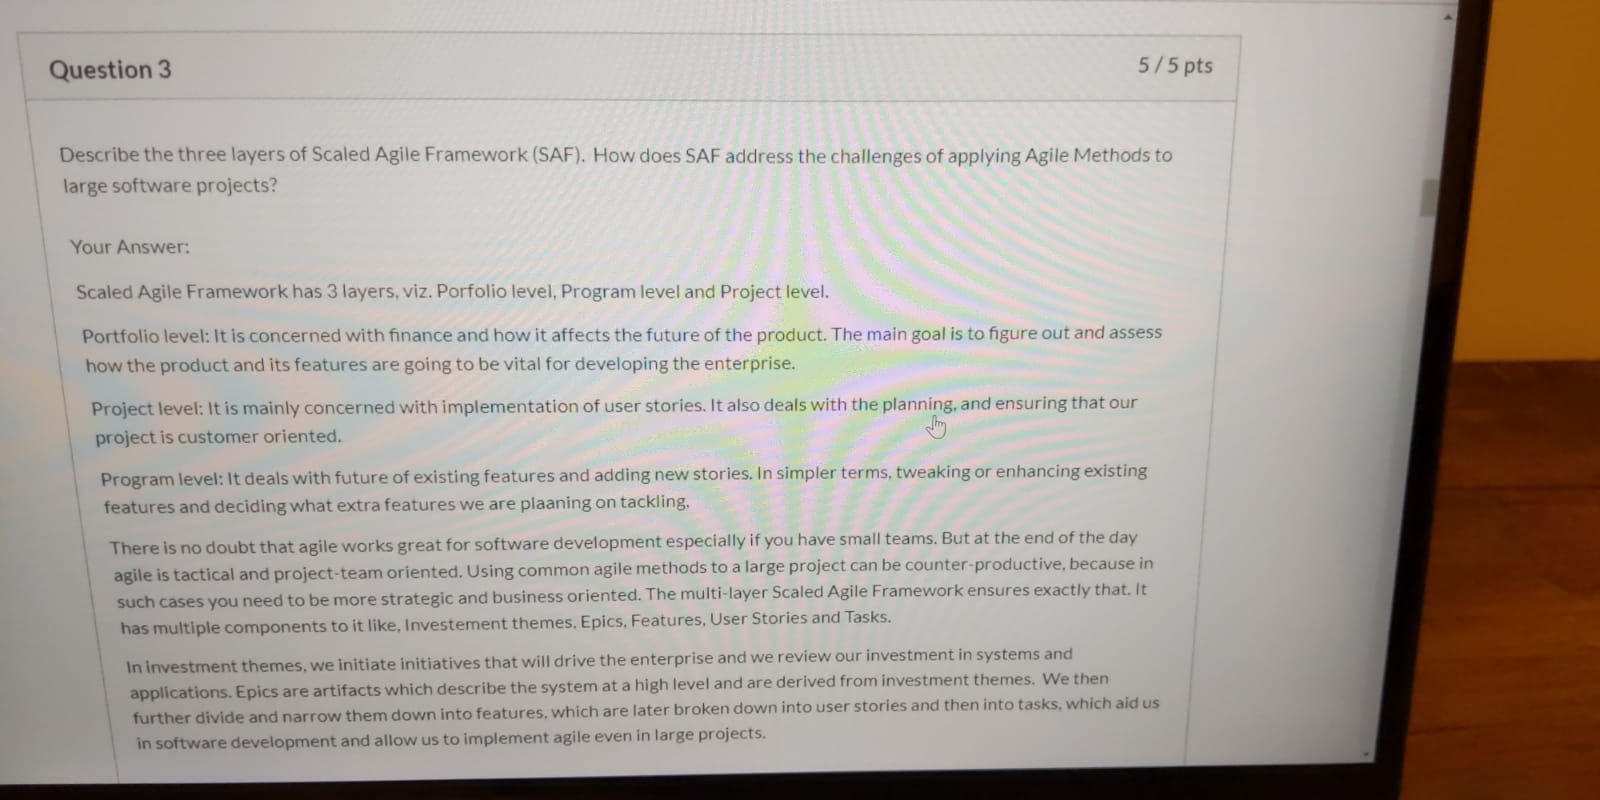 Question 3
5 / 5 pts
Describe the three layers of Scaled Agile Framework (SAF). How does SAF address the challenges of applying Agile Methods to
large software projects?
Your Answer:
Scaled Agile Framework has 3 layers, viz. Porfolio level, Program level and Project level.
Portfolio level: It is concerned with finance and how it affects the future of the product. The main goal is to figure out and assess
how the product and its features are going to be vital for developing the enterprise.
Project level: It is mainly concerned with implementation of user stories. It also deals with the planning, and ensuring that our
project is customer oriented.
Program level: It deals with future of existing features and adding new stories. In simpler terms, tweaking or enhancing existing
features and deciding what extra features we are plaaning on tackling.
There is no doubt that agile works great for software development especially if you have small teams. But at the end of the day
agile is tactical and project-team oriented. Using common agile methods to a large project can be counter-productive, because in
such cases you need to be more strategic and business oriented. The multi-layer Scaled Agile Framework ensures exactly that. It
has multiple components to it like, Investement themes, Epics, Features, User Stories and Tasks.
In investment themes, we initiate initiatives that will drive the enterprise and we review our investment in systems and
applications. Epics are artifacts which describe the system at a high level and are derived from investment themes. We then
further divide and narrow them down into features, which are later broken down into user stories and then into tasks, which aid us
in software development and allow us to implement agile even in large projects.